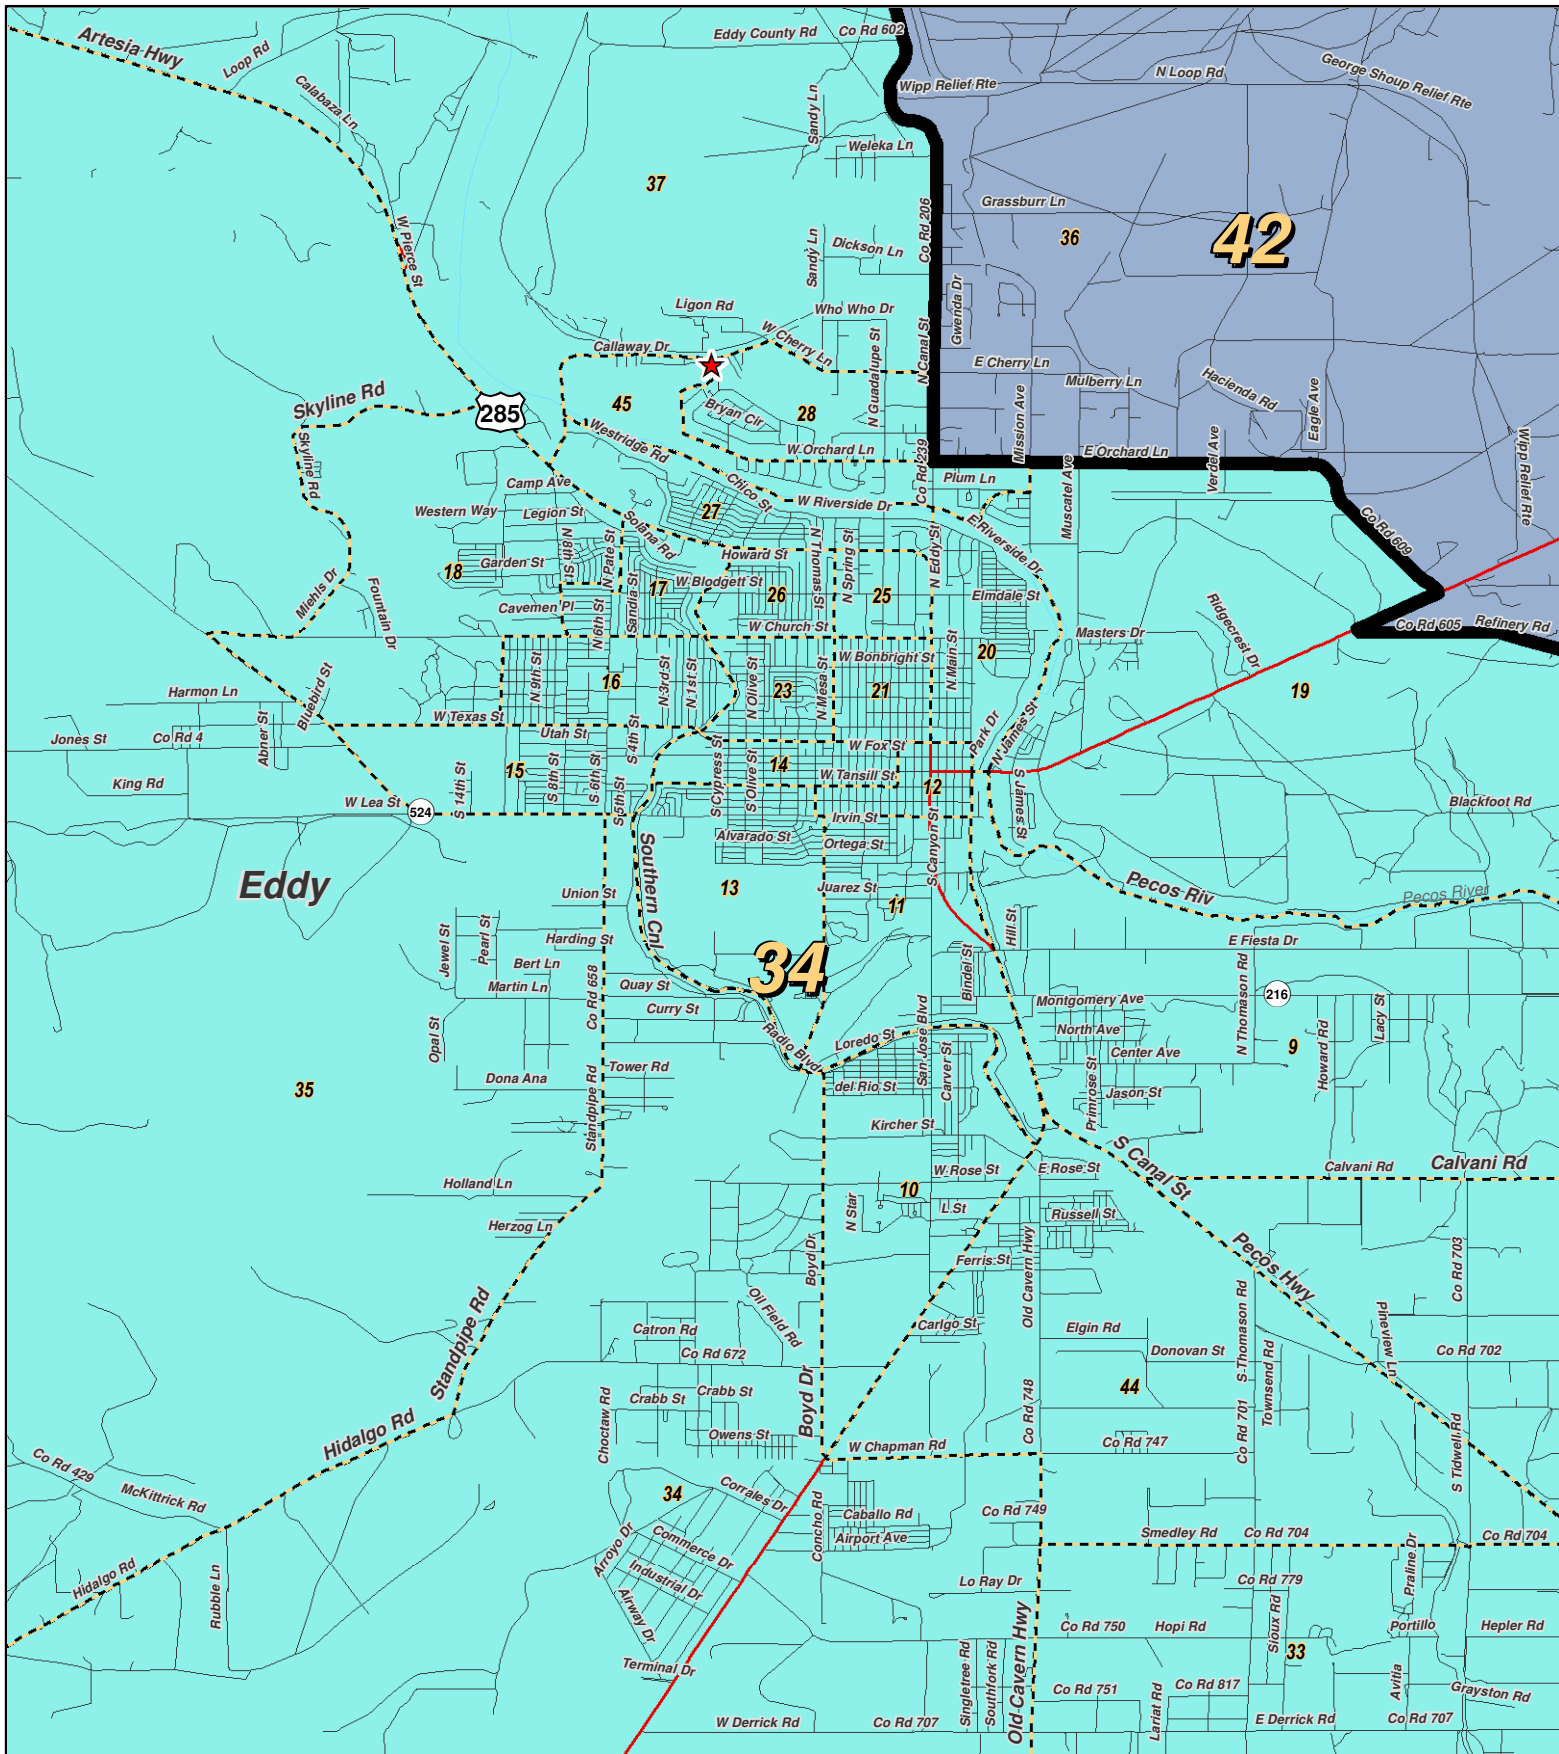 Artesia Hwy
Loop Rd
Calabaza Ln
Eddy County Rd
Co Rd 602
Wipp Relief Rte
N Loop Rd
George Shoup Relief Rte
Sandy Ln
Weleka Ln
37
Grassburr Ln
36
42
W Pierce St
Sandy Ln
Dickson Ln
Co Rd 206
Gwenda Dr
Ligon Rd
Who Who Dr
W Cherry Ln
Callaway Dr
N Guadalupe St
N Canal St
E Cherry Ln
Mulberry Ln
Hacienda Rd
Eagle Ave
Skyline Rd
285
45
Bryan Cir
28
Mission Ave
Skyline Rd
Westridge Rd
W Orchard Ln
E Orchard Ln
Verdel Ave
Wipp Relief Rte
Camp Ave
Chico St
Co Rd 239
Plum Ln
Muscatel Ave
Western Way
Legion St
Solana Rd
27
W Riverside Dr
E Riverside Dr
Co Rd 609
N 8th St
N Pate St
Howard St
N Thomas St
N Spring St
N Eddy St
18
Garden St
17
W Blodgett St
26
25
Elmdale St
Miehls Dr
Fountain Dr
Cavemen Pl
N 6th St
Sandia St
W Church St
Ridgecrest Dr
Co Rd 605
Refinery Rd
Masters Dr
W Bonbright St
N Main St
20
Harmon Ln
Bluebird St
N 9th St
16
N 3rd St
N 1st St
N Olive St
23
N Mesa St
21
19
W Texas St
Utah St
S 4th St
Park Dr
N James St
Jones St
Co Rd 4
Abner St
W Fox St
15
S 8th St
S 6th St
S Cypress St
S Olive St
14
W Tansill St
12
S James St
King Rd
W Lea St
524
S 14th St
S 5th St
Irvin St
Blackfoot Rd
Alvarado St
Ortega St
S Canyon St
Southern Cnl
Eddy
Union St
13
Juarez St
11
Pecos Riv
Pecos River
Jewel St
Pearl St
Harding St
Bert Ln
Martin Ln
34
Hill St
E Fiesta Dr
Bindel St
N Thomason Rd
216
Quay St
Co Rd 658
Curry St
Montgomery Ave
North Ave
Lacy St
Opal St
Radio Blvd
Loredo St
San Jose Blvd
Carver St
Center Ave
9
Howard Rd
35
Dona Ana
Tower Rd
del Rio St
Primrose St
Jason St
Standpipe Rd
Kircher St
S Canal St
Holland Ln
W Rose St
E Rose St
Calvani Rd
Calvani Rd
10
L St
Herzog Ln
N Star
Russell St
Boyd Dr
Ferris St
Old Cavern Hwy
Pecos Hwy
Co Rd 703
Standpipe Rd
Oil Field Rd
Catron Rd
Carlgo St
Elgin Rd
S Thomason Rd
Pineview Ln
Co Rd 672
Donovan St
Townsend Rd
Co Rd 702
Boyd Dr
Crabb St
Crabb St
44
Choctaw Rd
Co Rd 748
Co Rd 701
S Tidwell Rd
Hidalgo Rd
Owens St
W Chapman Rd
Co Rd 747
Co Rd 429
McKittrick Rd
34
Corrales Dr
Concho Rd
Caballo Rd
Co Rd 749
Airport Ave
Smedley Rd
Co Rd 704
Co Rd 704
Arroyo Dr
Commerce Dr
Praline Dr
Hidalgo Rd
Industrial Dr
Lo Ray Dr
Co Rd 779
Rubble Ln
Airway Dr
Old Cavern Hwy
Co Rd 750
Hopi Rd
Sioux Rd
Portillo
Hepler Rd
33
Terminal Dr
Singletree Rd
Southfork Rd
Co Rd 751
Co Rd 817
Avitia
Grayston Rd
Lariat Rd
W Derrick Rd
Co Rd 707
E Derrick Rd
Co Rd 707